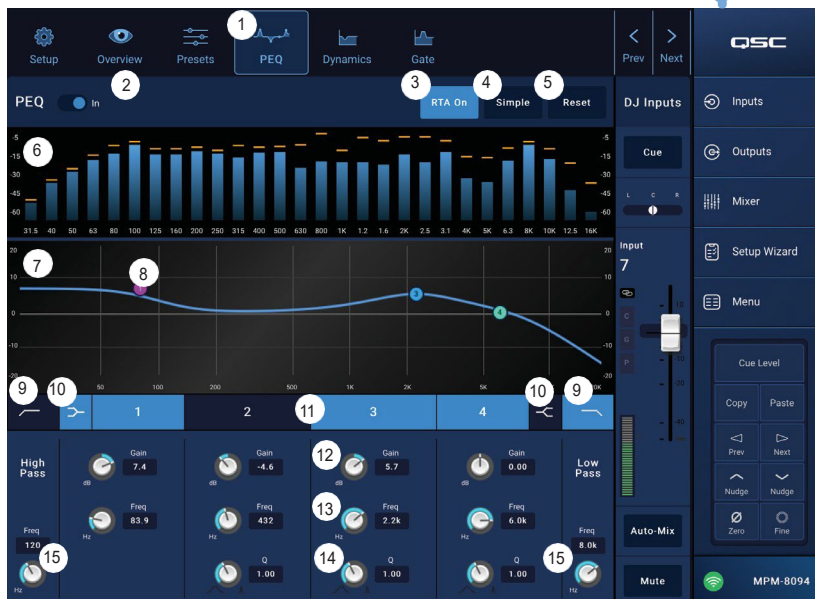 1
Setup
Overview
Presets
PEQ
Dynamics
Gate
Prev
Next
QSC
2
3
4
5
PEQ
In
RTA On
Simple
Reset
DJ Inputs
Inputs
6
-5 -5
-15 -15
-30 -30
-45 -45
-60 -60
31.5 40 50 63 80 100 125 160 200 250 315 400 500 630 800 1K 1.2 1.6 2K 2.5 3.1 4K 5K 6.3 8K 10K 12.5 16K
Cue
L C R
Outputs
Mixer
7
8
20 20
10 10
0 0
-10 -10
-20 -20
3
4
50 100 200 500 1K 2K 5K 20K
Input
7
C
G
P
10
-10
-20
-40
Setup Wizard
Menu
9
10
11
10
9
1
2
3
4
Cue Level
Copy
Paste
Prev
Next
Nudge
Nudge
Zero
Fine
High
Pass
Freq
120
Hz
15
Gain
7.4
dB
Freq
83.9
Hz
Gain
-4.6
dB
Freq
432
Hz
Q
1.00
12
Gain
5.7
dB
13
Freq
2.2k
Hz
14
Q
1.00
Gain
0.00
dB
Freq
6.0k
Hz
Q
1.00
Low
Pass
Freq
8.0k
15
Hz
Auto-Mix
Mute
MPM-8094